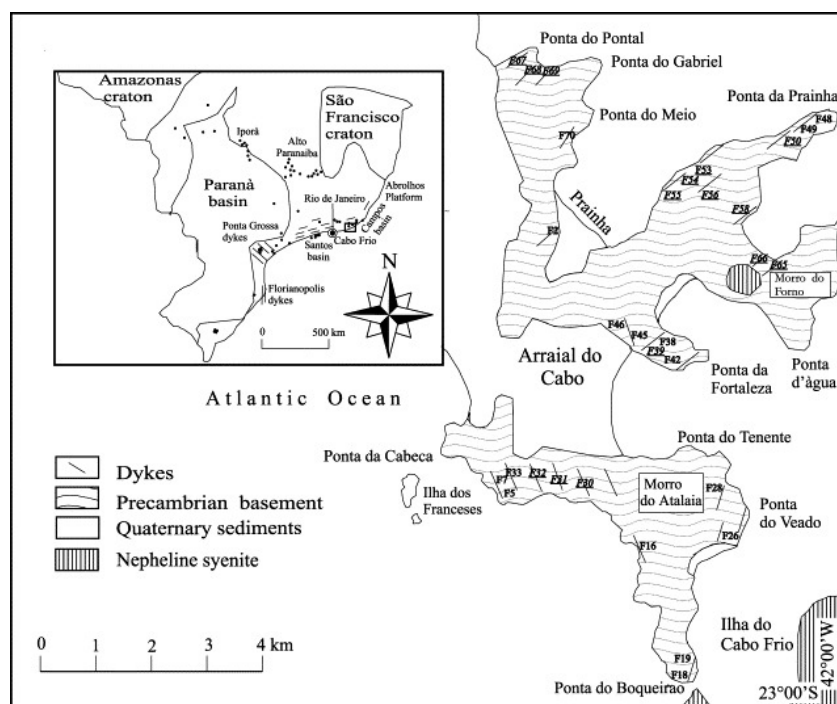 Amazonas
craton
São
Francisco
craton
Iporà
Alto
Paranaiba
Paranà
basin
Rio de Janeiro
Abrolhos
Platform
Campos
basin
Ponta Grossa
dykes
Santos
basin
Cabo Frio
Florianopolis
dykes
0 500 km
N
Atlantic Ocean
Dykes
Precambrian basement
Quaternary sediments
Nepheline syenite
0 1 2 3 4 km
Ponta do Pontal
F67
F68
F69
Ponta do Gabriel
Ponta do Meio
F70
Ponta da Prainha
F48
F49
F50
F53
F54
F55
F56
F58
Prainha
F2
F66
F65
Morro do
Forno
F46
F45
F38
F39
F42
Arraial do
Cabo
Ponta da
Fortaleza
Ponta
d'àgua
Ponta da Cabeca
Ilha dos
Franceses
F7
F33
F5
F32
F31
F30
Ponta do Tenente
Morro
do Atalaia
F28
Ponta
do Veado
F26
F16
F19
F18
Ponta do Boqueirao
Ilha do
Cabo Frio
42°00'W
23°00'S